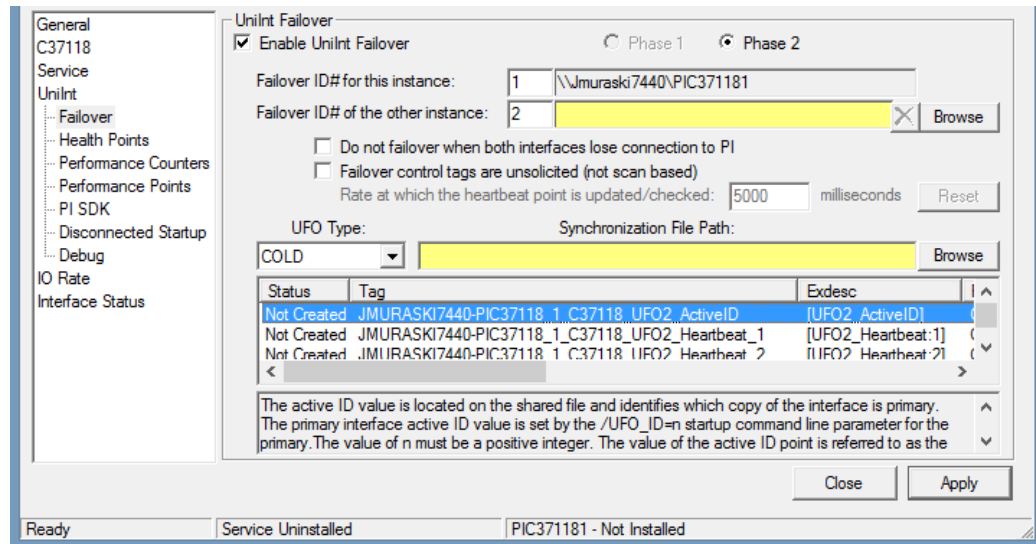 General
C37118
Service
UniInt
Failover
Health Points
Performance Counters
Performance Points
PI SDK
Disconnected Startup
Debug
IO Rate
Interface Status
UniInt Failover
Enable UniInt Failover
Phase 1
Phase 2
Failover ID# for this instance: 1 \\Jmuraski7440\PIC371181
Failover ID# of the other instance: 2 Browse
Do not failover when both interfaces lose connection to PI
Failover control tags are unsolicited (not scan based)
Rate at which the heartbeat point is updated/checked: 5000 milliseconds Reset
UFO Type: Synchronization File Path:
COLD Browse
Status Tag Exdesc
Not Created JMURASKI7440-PIC37118_1_C37118_UFO2_ActiveID [UFO2_ActiveID]
Not Created JMURASKI7440-PIC37118_1_C37118_UFO2_Heartbeat_1 [UFO2_Heartbeat:1]
Not Created JMURASKI7440-PIC37118_1_C37118_UFO2_Heartbeat_2 [UFO2_Heartbeat:2]
The active ID value is located on the shared file and identifies which copy of the interface is primary.
The primary interface active ID value is set by the /UFO_ID=n startup command line parameter for the
primary.The value of n must be a positive integer. The value of the active ID point is referred to as the
Close Apply
Ready Service Uninstalled PIC371181 - Not Installed